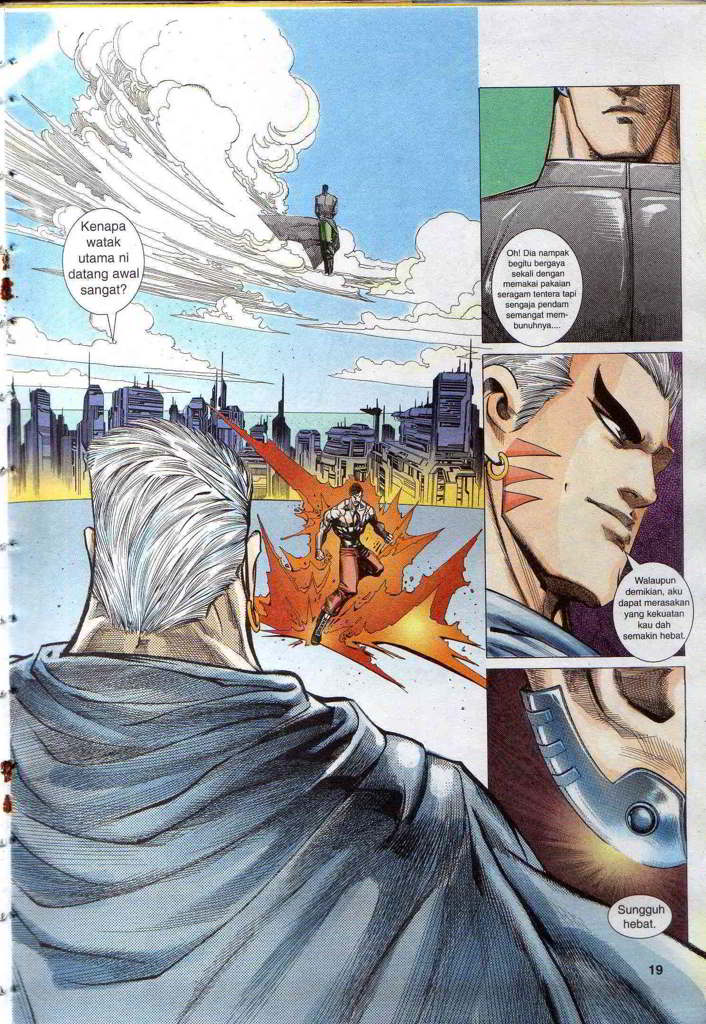 Kenapa
watak
utama ni
datang awal
sangat?
Oh! Dia nampak
begitu bergaya
sekali dengan
memakai pakaian
seragam tentera tapi
sengaja pendam
semangat mem-
bunuhnya....
Walaupun
demikian, aku
dapat merasakan
yang kekuatan
kau dah
semakin hebat.
Sungguh
hebat.
19